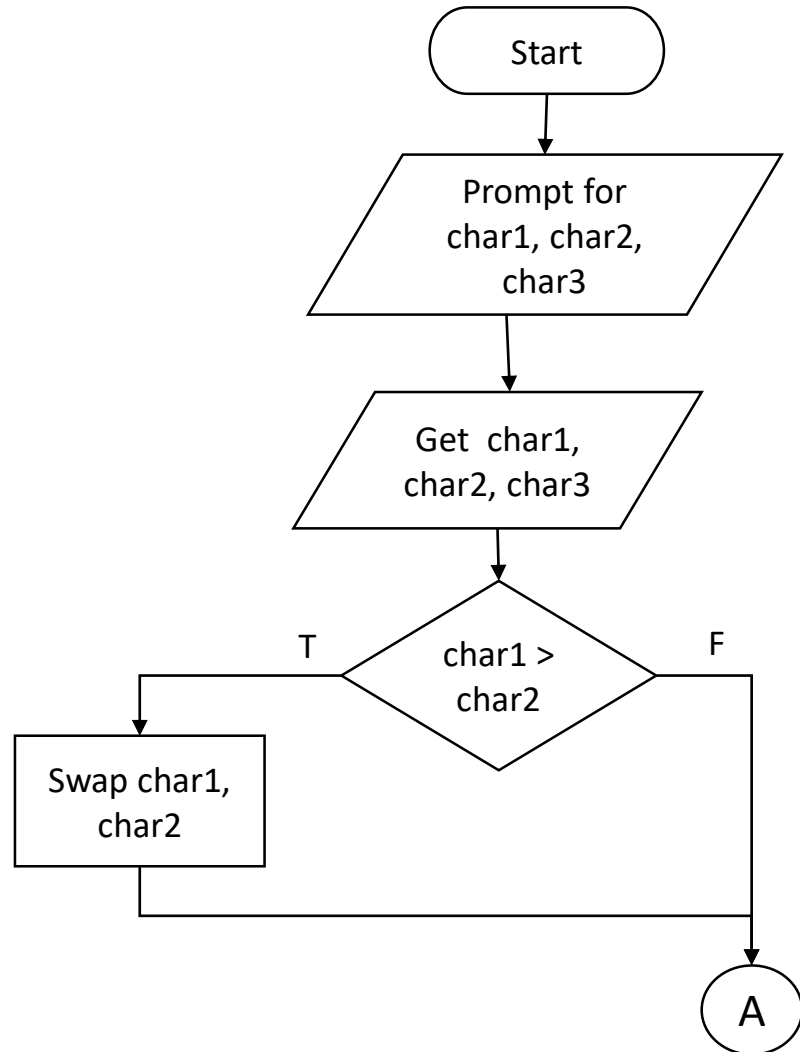 Start
Prompt for
char1, char2,
char3
Get char1,
char2, char3
T
char1 >
char2
F
Swap char1,
char2
A